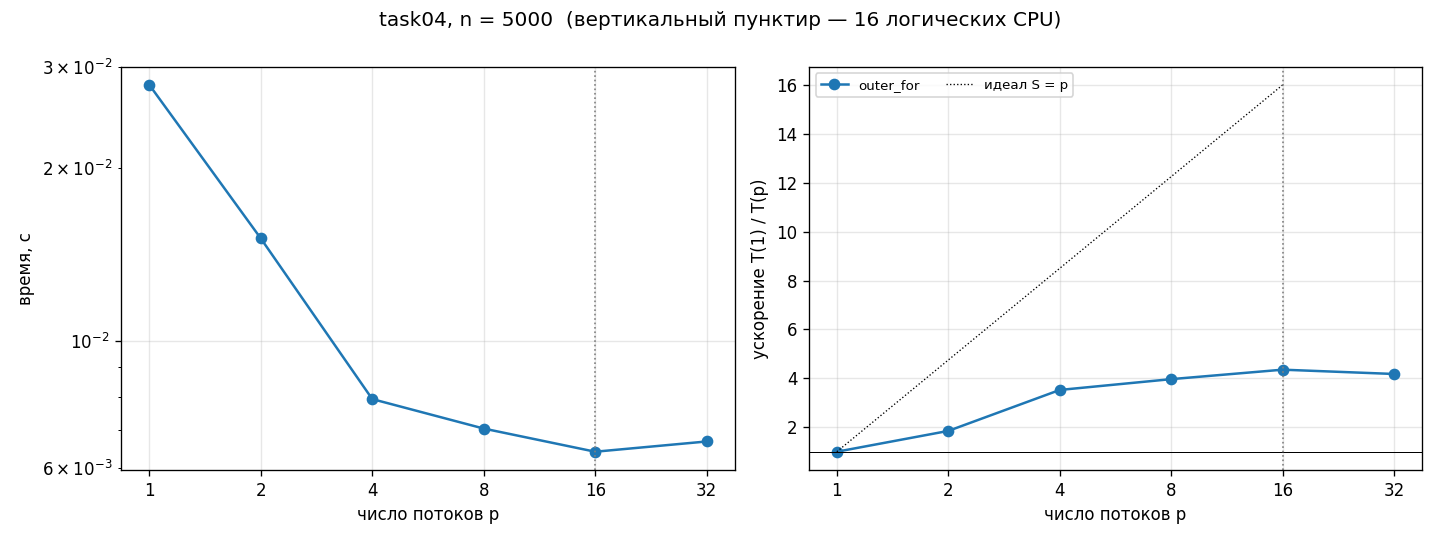 task04, n = 5000  (вертикальный пунктир — 16 логических CPU)
время, с
3 × 10⁻²
2 × 10⁻²
10⁻²
6 × 10⁻³
1 2 4 8 16 32
число потоков p
ускорение T(1) / T(p)
outer_for идеал S = p
16
14
12
10
8
6
4
2
1 2 4 8 16 32
число потоков p